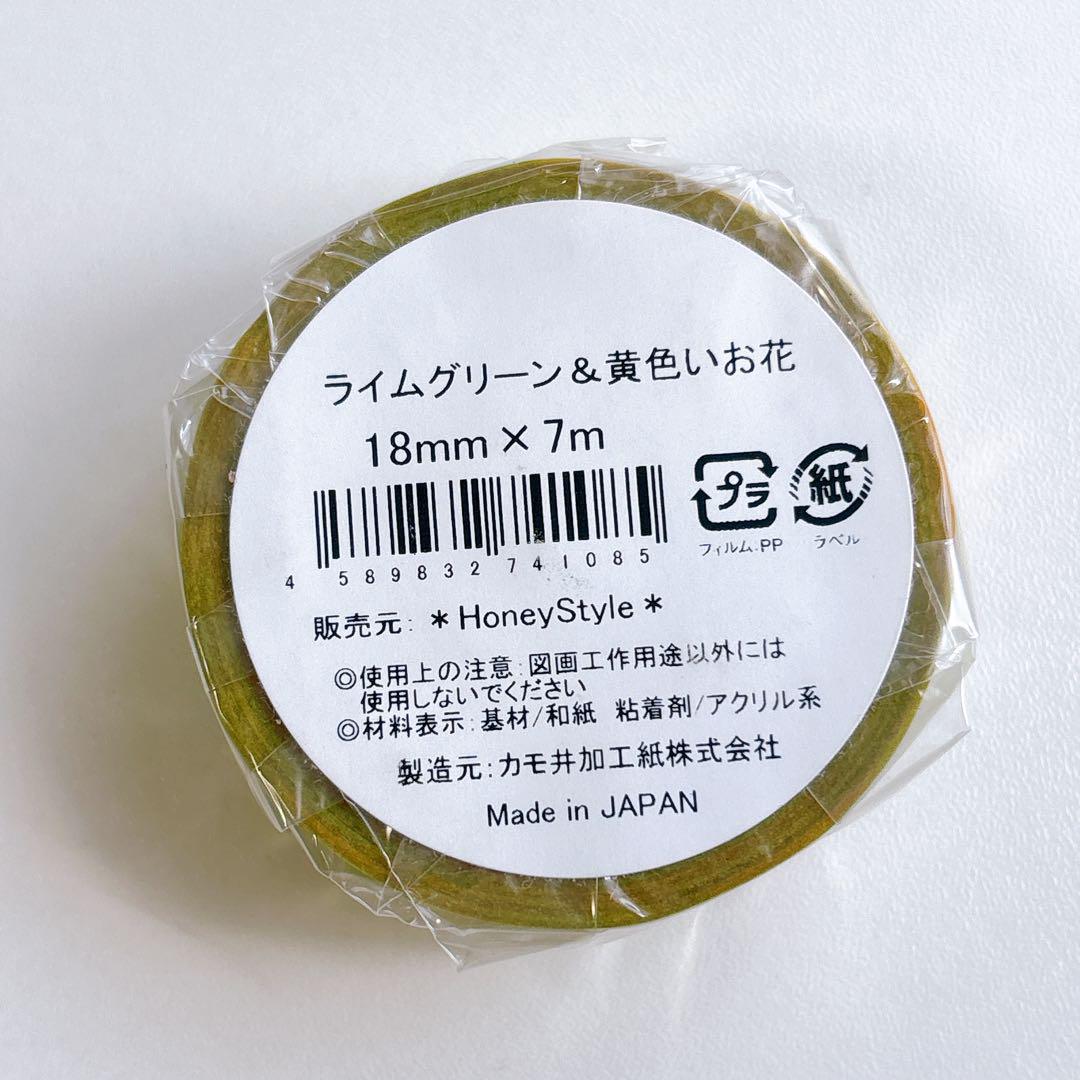 ライムグリーン＆黄色いお花
18mm×7m
プラ
紙
フィルム:PP
ラベル
4 589832 741085
販売元: ＊HoneyStyle＊
◎使用上の注意:図画工作用途以外には
使用しないでください
◎材料表示:基材/和紙 粘着剤/アクリル系
製造元:カモ井加工紙株式会社
Made in JAPAN